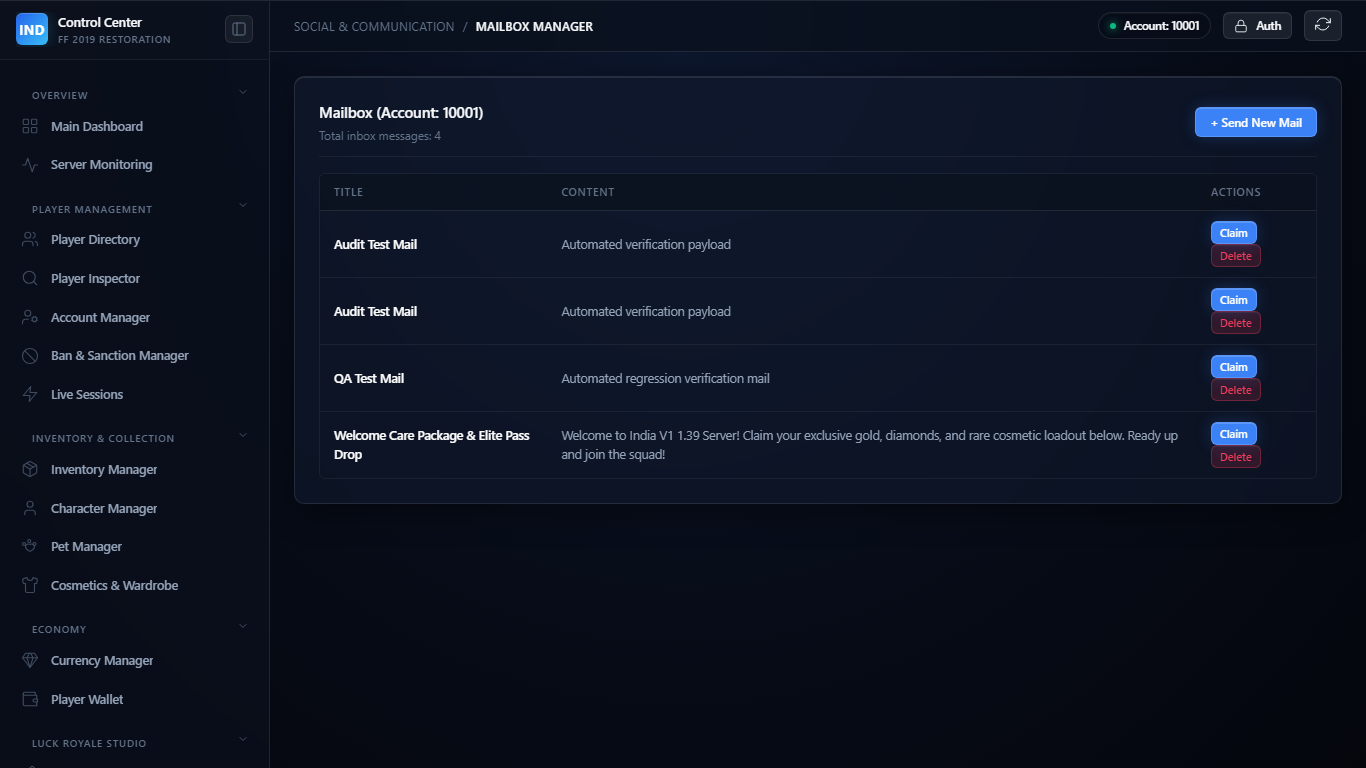 IND
Control Center
FF 2019 RESTORATION
SOCIAL & COMMUNICATION / MAILBOX MANAGER
Account: 10001
Auth
OVERVIEW
Main Dashboard
Server Monitoring
PLAYER MANAGEMENT
Player Directory
Player Inspector
Account Manager
Ban & Sanction Manager
Live Sessions
INVENTORY & COLLECTION
Inventory Manager
Character Manager
Pet Manager
Cosmetics & Wardrobe
ECONOMY
Currency Manager
Player Wallet
LUCK ROYALE STUDIO
Mailbox (Account: 10001)
Total inbox messages: 4
+ Send New Mail
TITLE CONTENT ACTIONS
Audit Test Mail Automated verification payload Claim
Delete
Audit Test Mail Automated verification payload Claim
Delete
QA Test Mail Automated regression verification mail Claim
Delete
Welcome Care Package & Elite Pass
Drop
Welcome to India V1 1.39 Server! Claim your exclusive gold, diamonds, and rare cosmetic loadout below. Ready up
and join the squad!
Claim
Delete